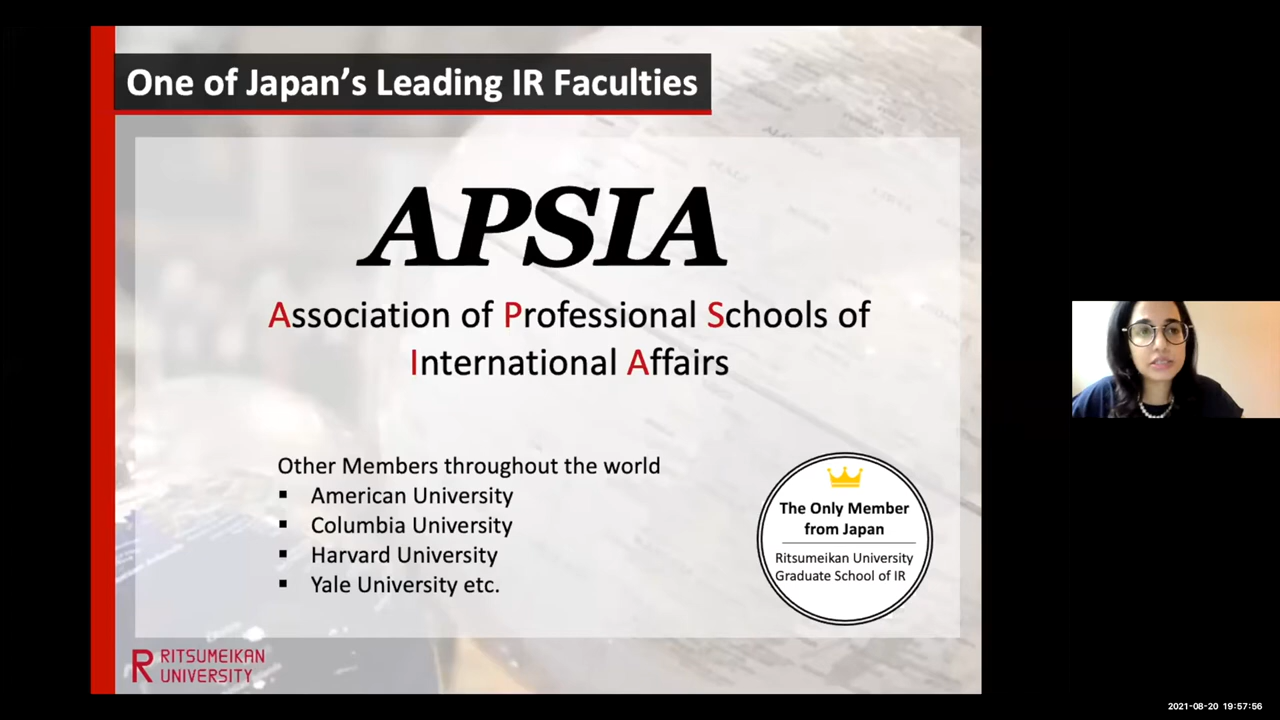 One of Japan's Leading IR Faculties
APSIA
Association of Professional Schools of
International Affairs
Other Members throughout the world
▪ American University
▪ Columbia University
▪ Harvard University
▪ Yale University etc.
The Only Member
from Japan
Ritsumeikan University
Graduate School of IR
R RITSUMEIKAN
UNIVERSITY
2021-08-20 19:57:56